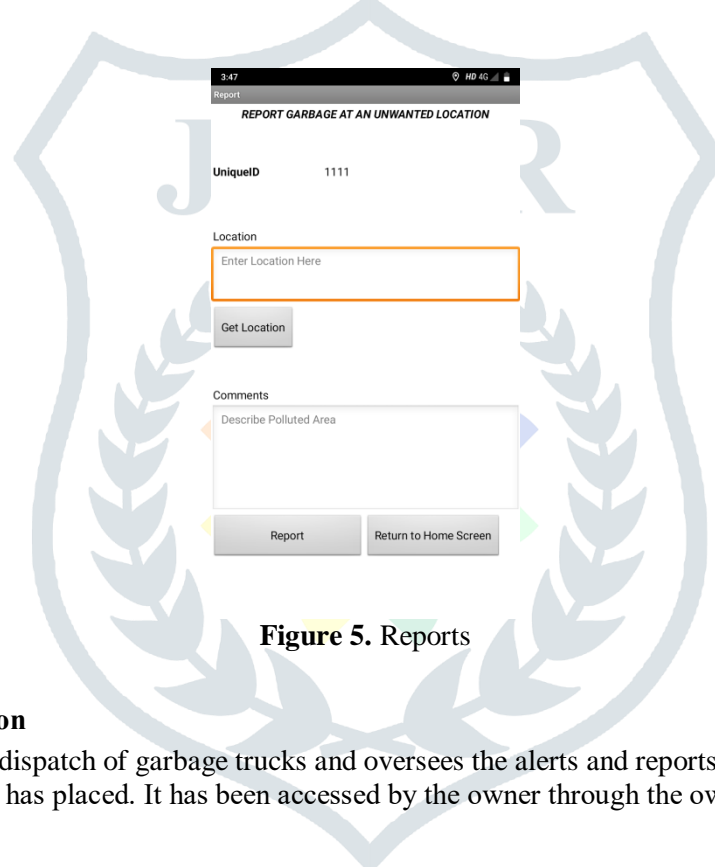 3:47 HD 4G
Report
REPORT GARBAGE AT AN UNWANTED LOCATION
UniqueID 1111
Location
Enter Location Here
Get Location
Comments
Describe Polluted Area
Report Return to Home Screen
Figure 5. Reports
on
dispatch of garbage trucks and oversees the alerts and reports
has placed. It has been accessed by the owner through the ow